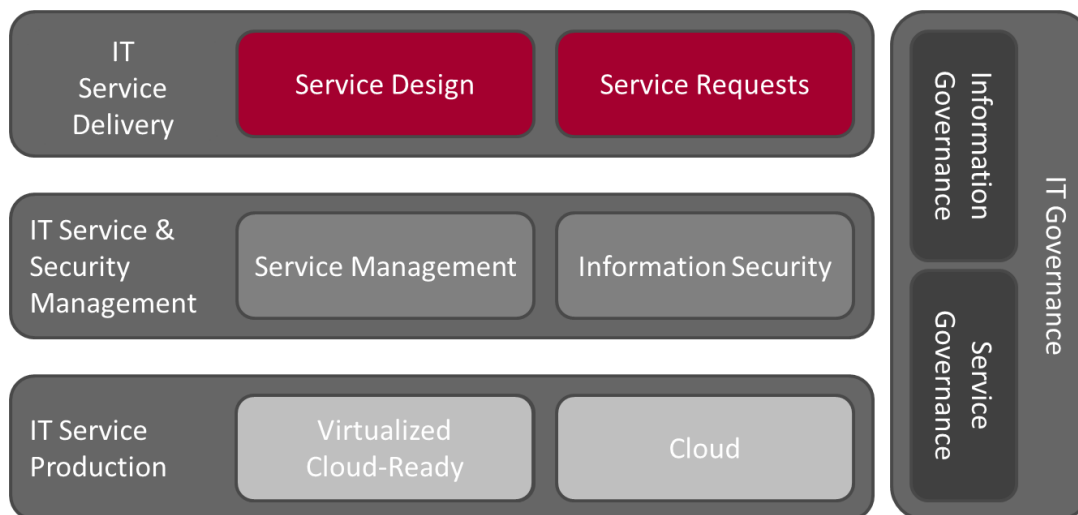 IT
Service
Delivery
Service Design
Service Requests
IT Service &
Security
Management
Service Management
Information Security
IT Service
Production
Virtualized
Cloud-Ready
Cloud
Information
Governance
Service
Governance
IT Governance